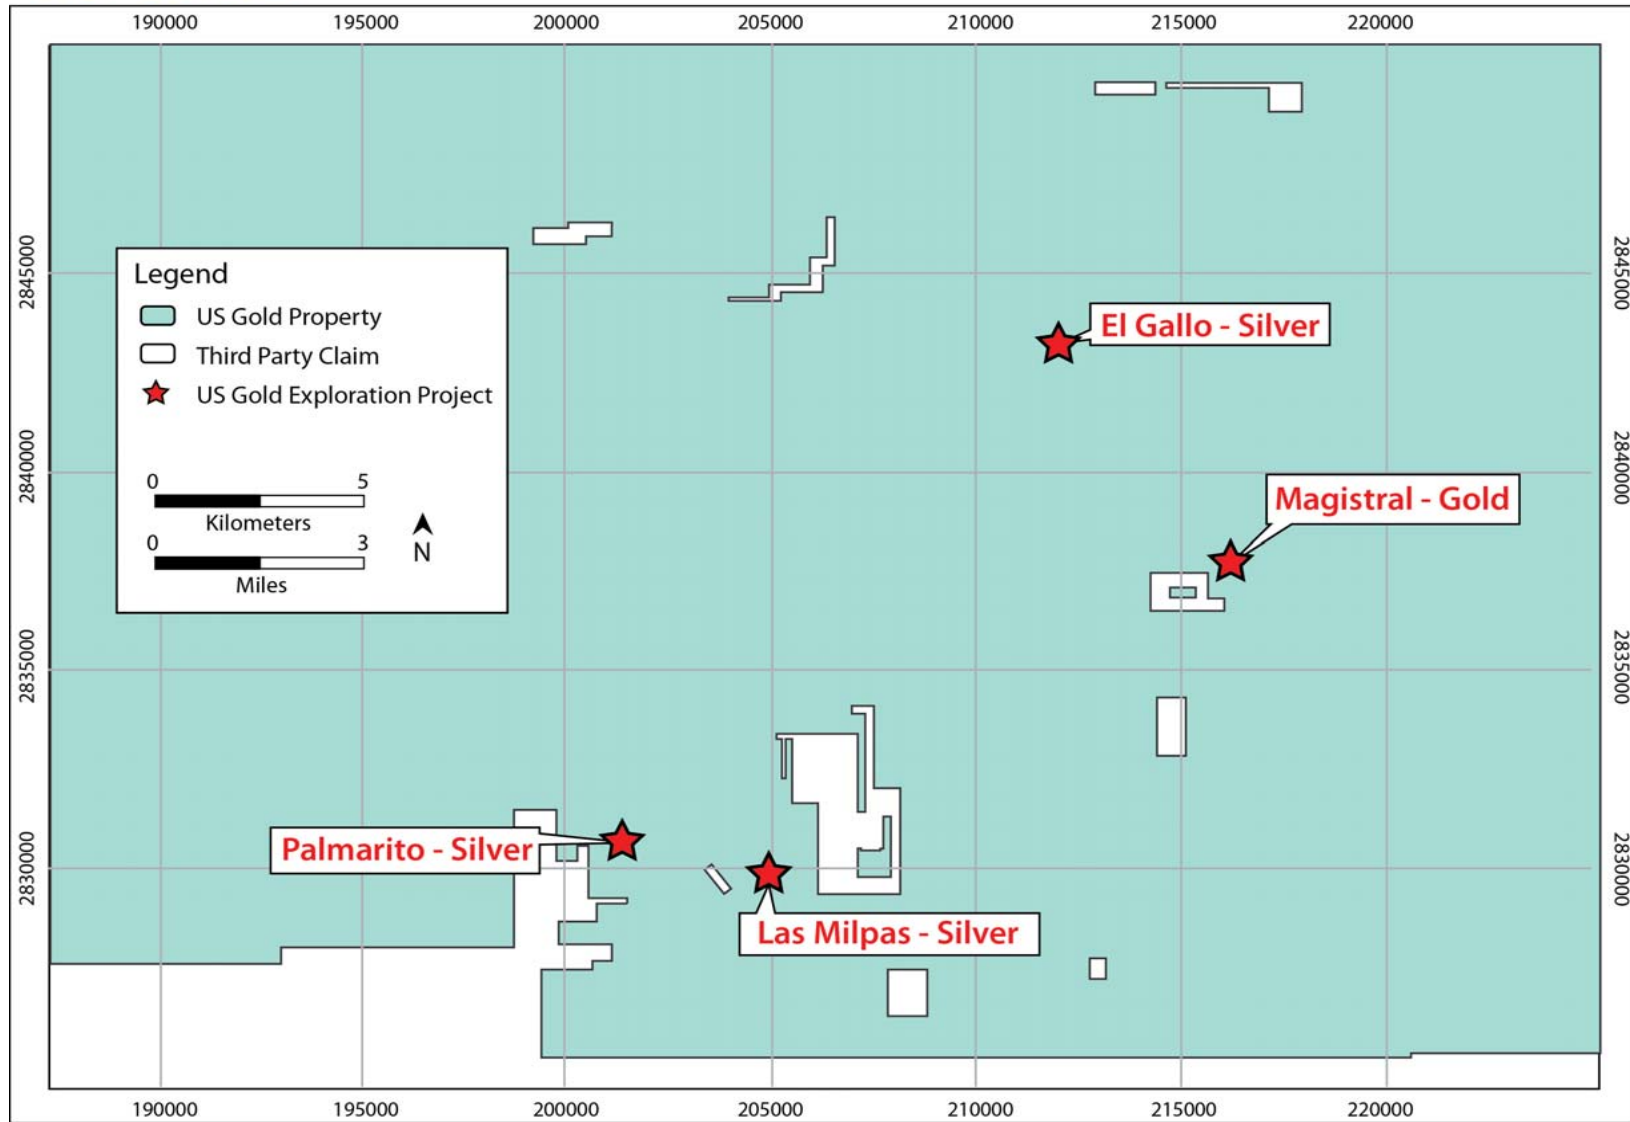 190000 195000 200000 205000 210000 215000 220000
2845000 2845000
Legend
US Gold Property
Third Party Claim
US Gold Exploration Project
0 5
Kilometers
0 3
Miles
N
El Gallo - Silver
2840000 2840000
Magistral - Gold
2835000 2835000
Palmarito - Silver
2830000 2830000
Las Milpas - Silver
190000 195000 200000 205000 210000 215000 220000